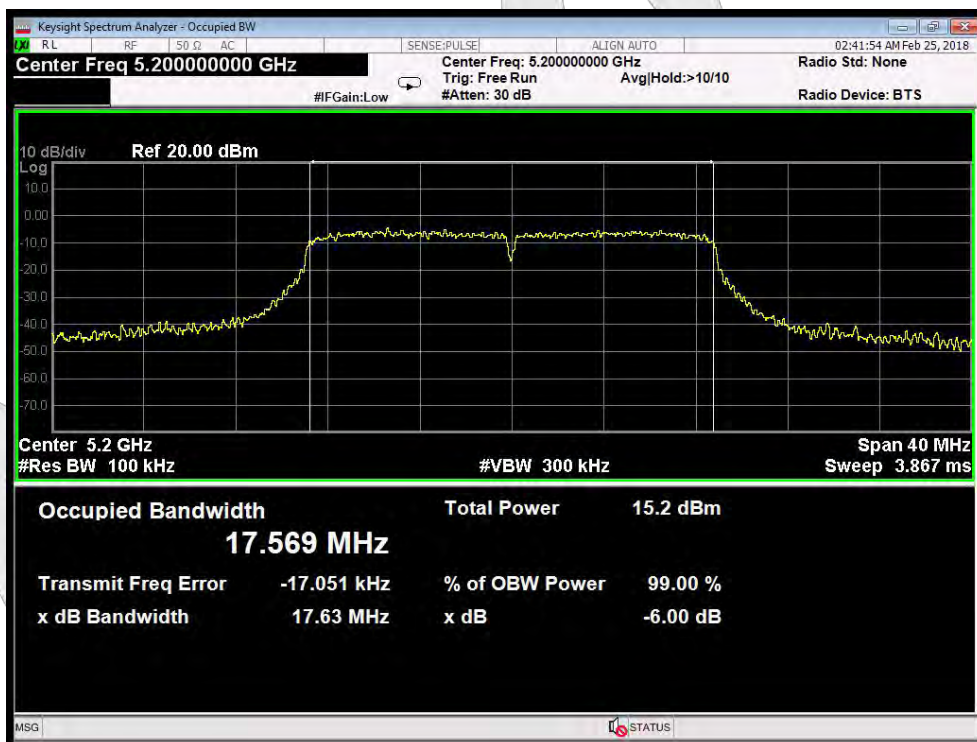 Keysight Spectrum Analyzer - Occupied BW
LXI RL RF 50 Ω AC SENSE:PULSE ALIGN AUTO 02:41:54 AM Feb 25, 2018
Center Freq 5.200000000 GHz Center Freq: 5.200000000 GHz Radio Std: None
Trig: Free Run Avg|Hold:>10/10
#IFGain:Low #Atten: 30 dB Radio Device: BTS
10 dB/div Ref 20.00 dBm
Log
10.0
0.00
-10.0
-20.0
-30.0
-40.0
-50.0
-60.0
-70.0
Center 5.2 GHz Span 40 MHz
#Res BW 100 kHz #VBW 300 kHz Sweep 3.867 ms
Occupied Bandwidth Total Power 15.2 dBm
17.569 MHz
Transmit Freq Error -17.051 kHz % of OBW Power 99.00 %
x dB Bandwidth 17.63 MHz x dB -6.00 dB
MSG STATUS